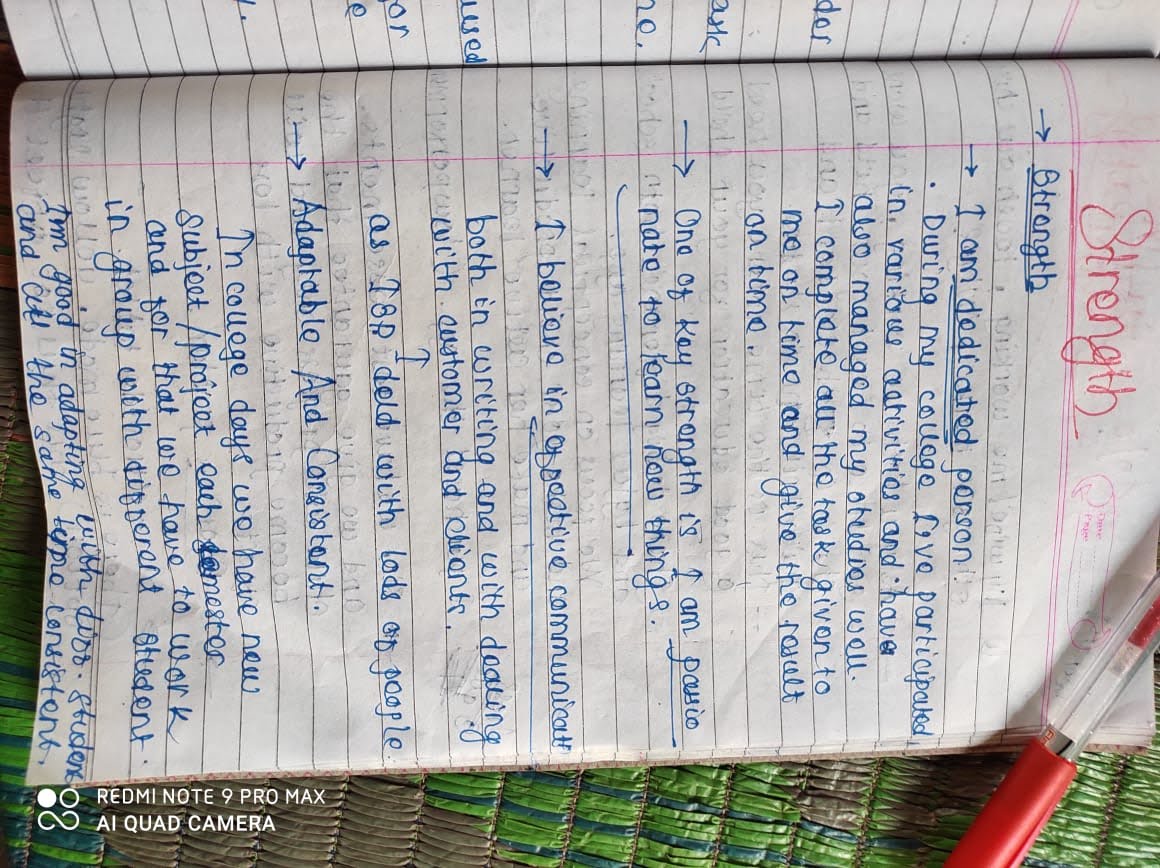 Strength
Date
Page
→ Strength
→ I am dedicated person.
. During my college I've participated
in various activities and have
also managed my studies well.
I complete all the task given to
me on time and give the result
on time.
→ One of key strength is I am passio
nate to learn new things.
→ I believe in effective communicat
both in writing and with dealing
with customer and clients.
↑
as I deld with lods of people.
→ Adaptable And Consistent.
In college days we have new
subject/project each semester
and for that we have to work
in group with different student.
Im good in adapting with diff. student
and at the same time consistent.
der
ask
ne.
used
or
e
y.
REDMI NOTE 9 PRO MAX
AI QUAD CAMERA